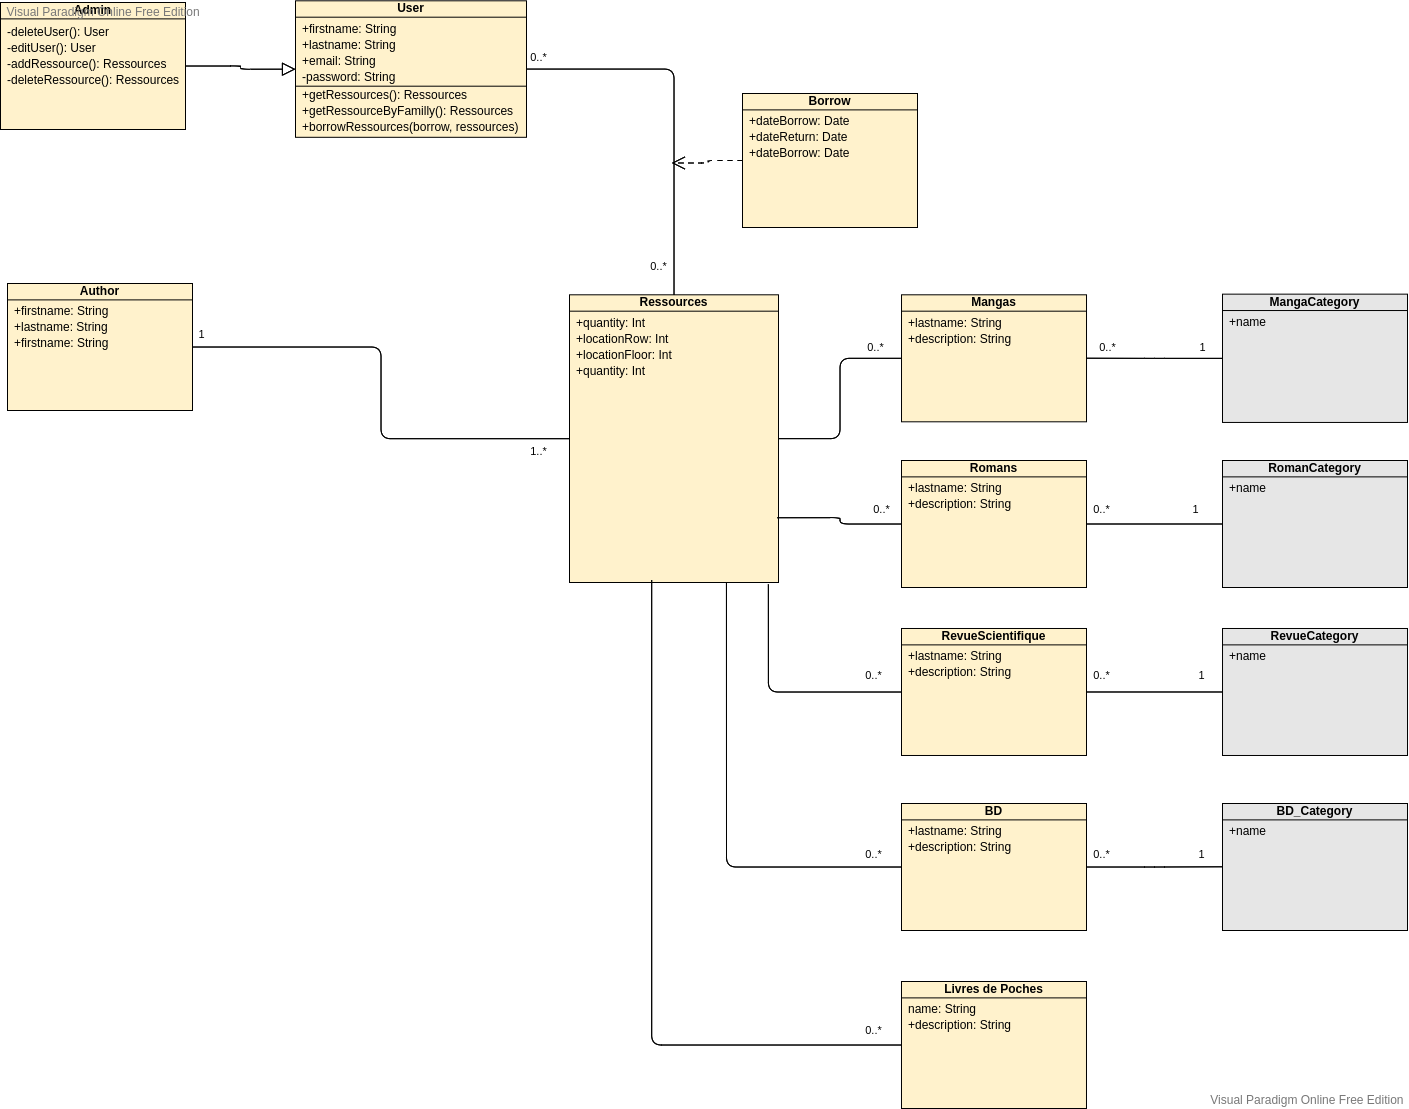 Visual Paradigm Online Free Edition
Admin
-deleteUser(): User
-editUser(): User
-addRessource(): Ressources
-deleteRessource(): Ressources
User
+firstname: String
+lastname: String
+email: String
-password: String
+getRessources(): Ressources
+getRessourceByFamilly(): Ressources
+borrowRessources(borrow, ressources)
0..*
Borrow
+dateBorrow: Date
+dateReturn: Date
+dateBorrow: Date
0..*
Author
+firstname: String
+lastname: String
+firstname: String
1
1..*
Ressources
+quantity: Int
+locationRow: Int
+locationFloor: Int
+quantity: Int
0..*
Mangas
+lastname: String
+description: String
0..*
1
MangaCategory
+name
0..*
Romans
+lastname: String
+description: String
0..*
1
RomanCategory
+name
0..*
RevueScientifique
+lastname: String
+description: String
0..*
1
RevueCategory
+name
0..*
BD
+lastname: String
+description: String
0..*
1
BD_Category
+name
0..*
Livres de Poches
name: String
+description: String
Visual Paradigm Online Free Edition